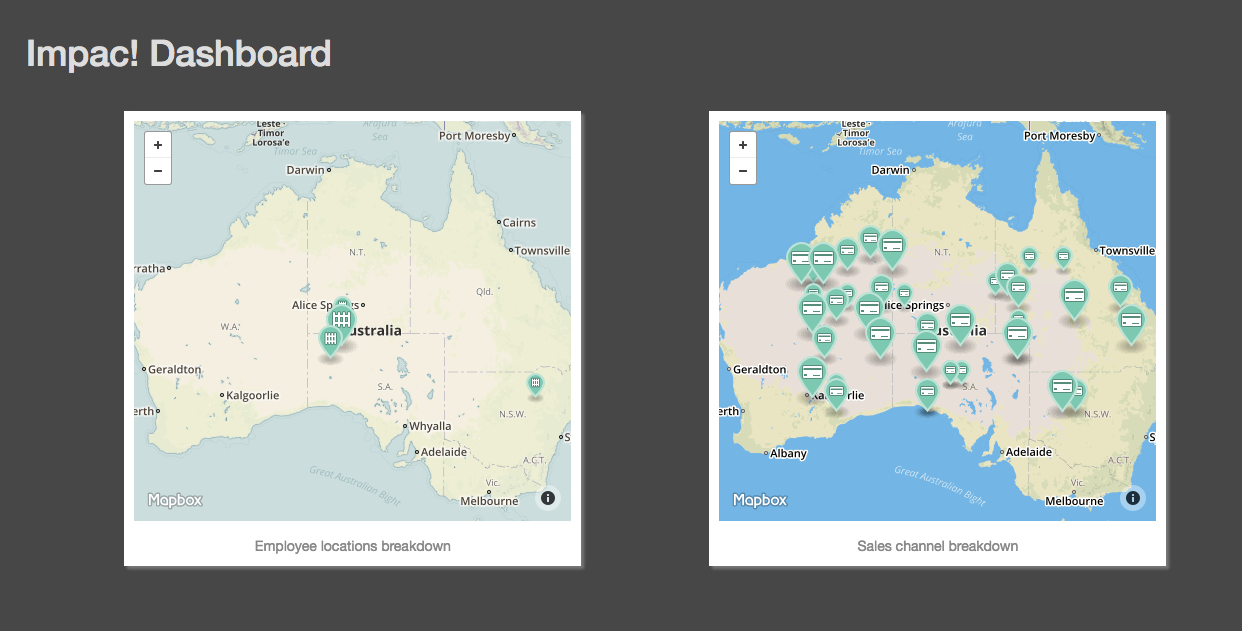 Impac! Dashboard
Leste -
Timor
Lorosa'e
Arafura
Sea
Port Moresby
Timor Sea
Darwin
Cairns
Townsville
N.T.
rratha
Qld.
Alice Springs
W.A.
ustralia
Geraldton
S.A.
Kalgoorlie
erth
N.S.W.
Whyalla
S
Adelaide
A.C.T.
Great Australian Bight
Vic.
Melbourne
Mapbox
Employee locations breakdown
Leste -
Timor
Lorosa'e
Arafura
Sea
Port Moresby
Timor Sea
Darwin
Townsville
N.T.
lice Springs
Geraldton
S.A.
rlie
erth
N.S.W.
S
Albany
Adelaide
A.C.T.
Great Australian Bight
Vic.
Melbourne
Mapbox
Sales channel breakdown